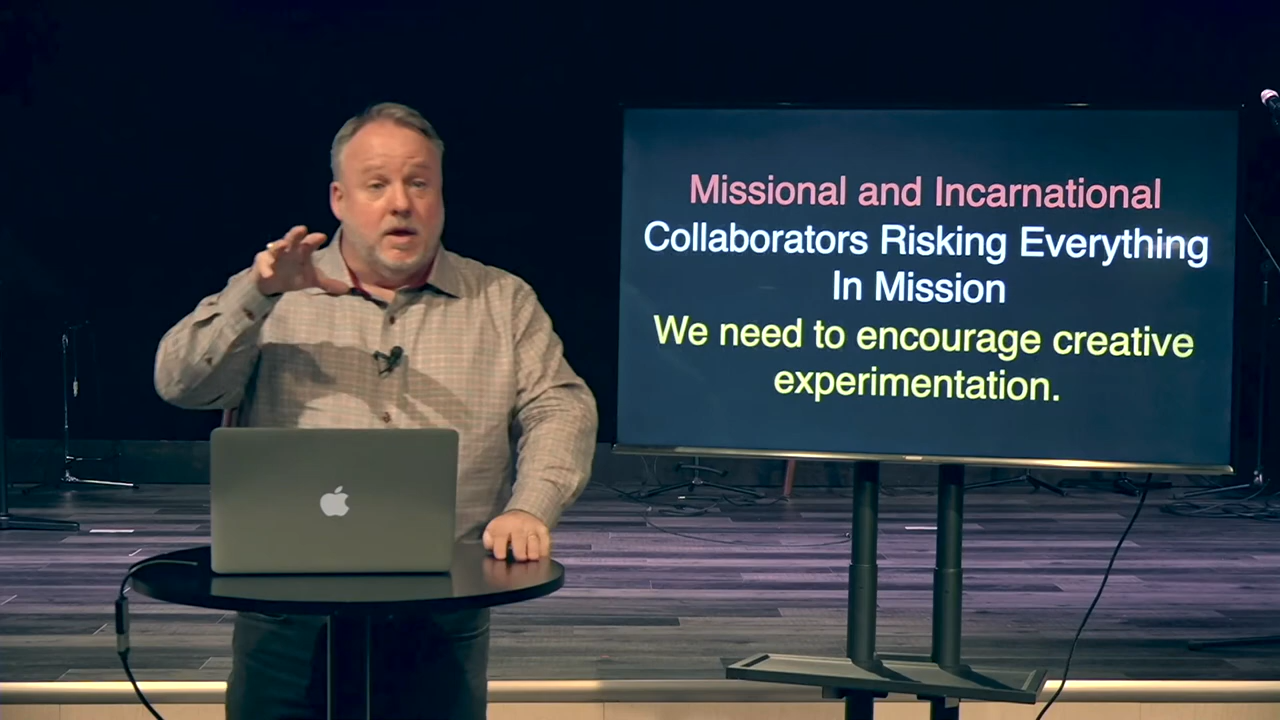 Missional and Incarnational
Collaborators Risking Everything
In Mission
We need to encourage creative
experimentation.